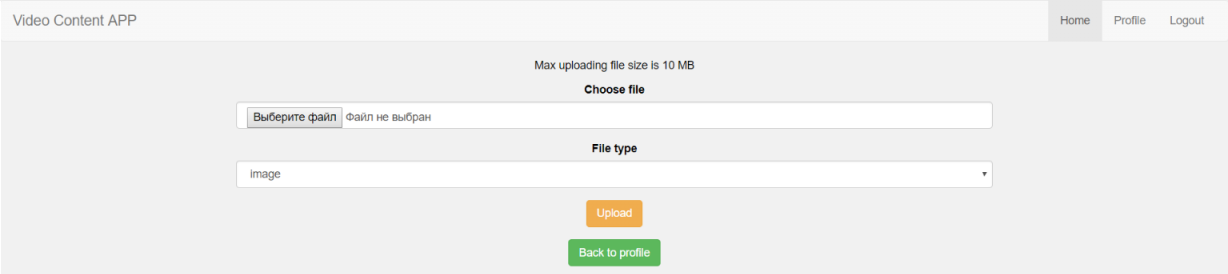 Video Content APP Home Profile Logout
Max uploading file size is 10 MB
Choose file
Выберите файл Файл не выбран
File type
image
Upload
Back to profile